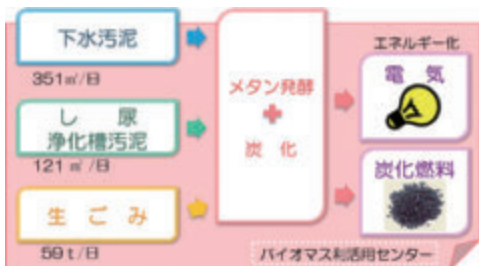 下水汚泥
351㎥/日
し 尿
浄化槽汚泥
121 ㎥/日
生 ご み
59t/日
メタン発酵
+
炭 化
エネルギー化
電 気
炭化燃料
バイオマス利活用センター